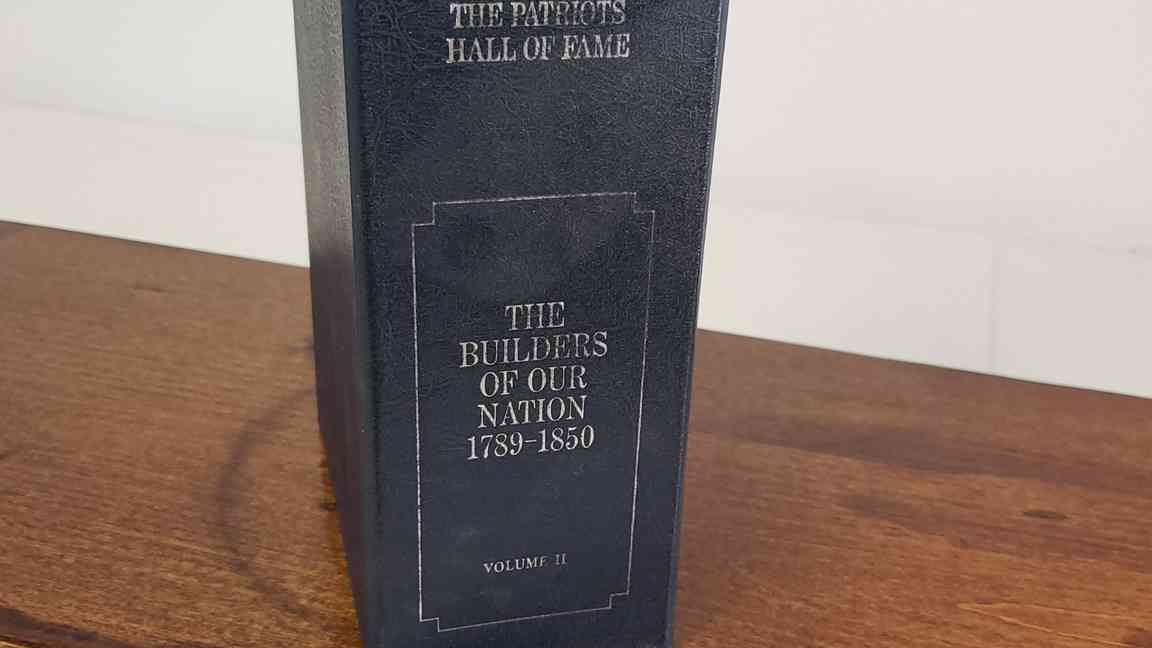 THE PATRIOTS
HALL OF FAME
THE
BUILDERS
OF OUR
NATION
1789-1850
VOLUME II